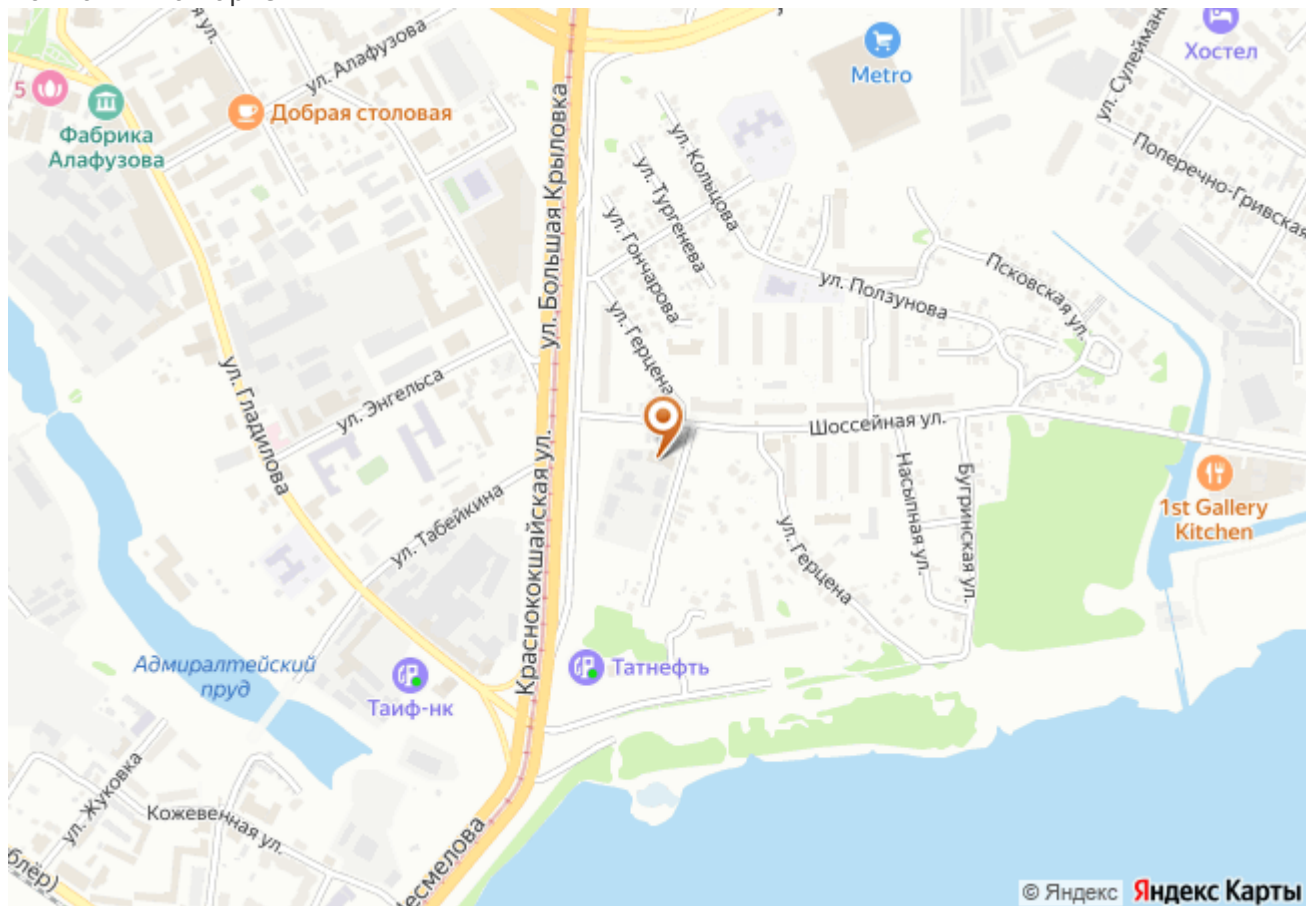 ул. Алафузова
Metro
Хостел
ул. Сулейман
5
Фабрика
Алафузова
Добрая столовая
Поперечно-Гривская
ул. Кольцова
ул. Тургенева
ул. Гончарова
ул. Большая Крыловка
Псковская ул.
ул. Ползунова
ул. Герцена
ул. Гладилова
ул. Энгельса
Шоссейная ул.
Краснококшайская ул.
ул. Табейкина
Насыпная ул.
Бугринская ул.
1st Gallery
Kitchen
ул. Герцена
Адмиралтейский
пруд
Таиф-нк
Татнефть
ул. Жуковка
Кожевенная ул.
блёр)
есмелова
© Яндекс Яндекс Карты